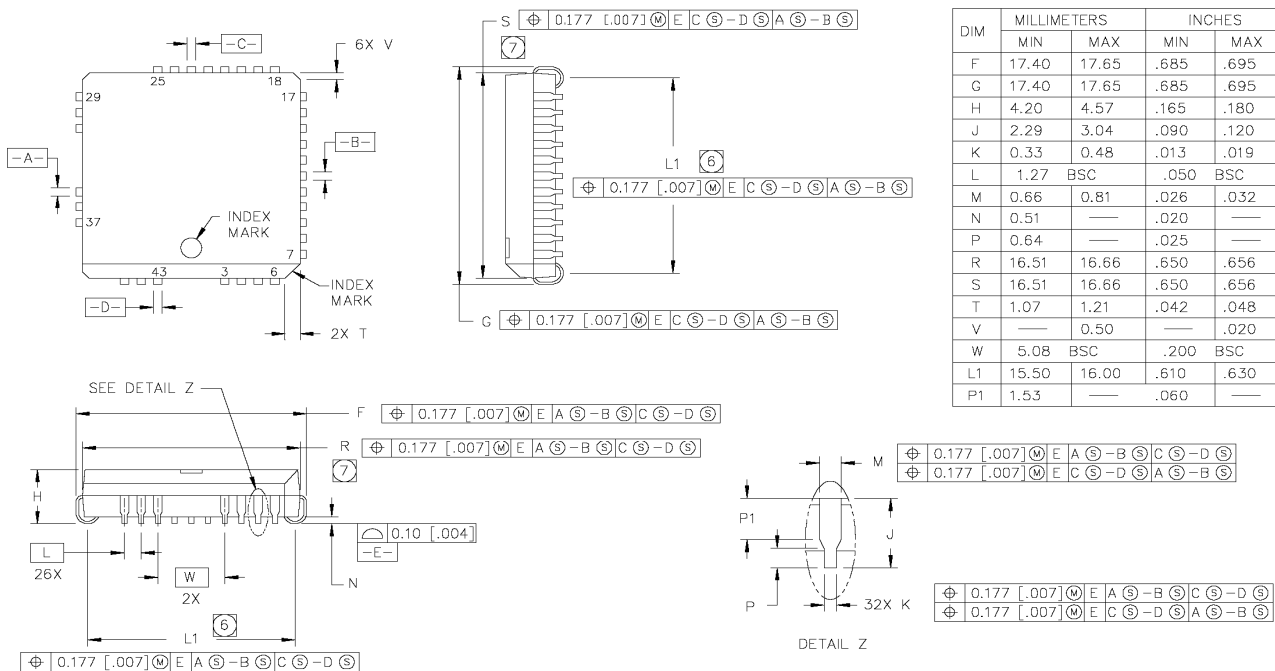 -C-
6X V
25
18
29
17
-A-
-B-
37
INDEX
MARK
7
43
3
6
-D-
INDEX
MARK
2X T
S ⌖ 0.177 [.007] Ⓜ E C Ⓢ-D Ⓢ A Ⓢ-B Ⓢ
7
L1 6
⌖ 0.177 [.007] Ⓜ E C Ⓢ-D Ⓢ A Ⓢ-B Ⓢ
G ⌖ 0.177 [.007] Ⓜ E C Ⓢ-D Ⓢ A Ⓢ-B Ⓢ
DIM MILLIMETERS INCHES
MIN MAX MIN MAX
F 17.40 17.65 .685 .695
G 17.40 17.65 .685 .695
H 4.20 4.57 .165 .180
J 2.29 3.04 .090 .120
K 0.33 0.48 .013 .019
L 1.27 BSC .050 BSC
M 0.66 0.81 .026 .032
N 0.51 — .020 —
P 0.64 — .025 —
R 16.51 16.66 .650 .656
S 16.51 16.66 .650 .656
T 1.07 1.21 .042 .048
V — 0.50 — .020
W 5.08 BSC .200 BSC
L1 15.50 16.00 .610 .630
P1 1.53 — .060 —
SEE DETAIL Z
F ⌖ 0.177 [.007] Ⓜ E A Ⓢ-B Ⓢ C Ⓢ-D Ⓢ
R ⌖ 0.177 [.007] Ⓜ E A Ⓢ-B Ⓢ C Ⓢ-D Ⓢ
7
H
⌓ 0.10 [.004]
-E-
L
26X
W
2X
N
6
L1
⌖ 0.177 [.007] Ⓜ E A Ⓢ-B Ⓢ C Ⓢ-D Ⓢ
M
⌖ 0.177 [.007] Ⓜ E A Ⓢ-B Ⓢ C Ⓢ-D Ⓢ
⌖ 0.177 [.007] Ⓜ E C Ⓢ-D Ⓢ A Ⓢ-B Ⓢ
P1
J
P
32X K
⌖ 0.177 [.007] Ⓜ E A Ⓢ-B Ⓢ C Ⓢ-D Ⓢ
⌖ 0.177 [.007] Ⓜ E C Ⓢ-D Ⓢ A Ⓢ-B Ⓢ
DETAIL Z